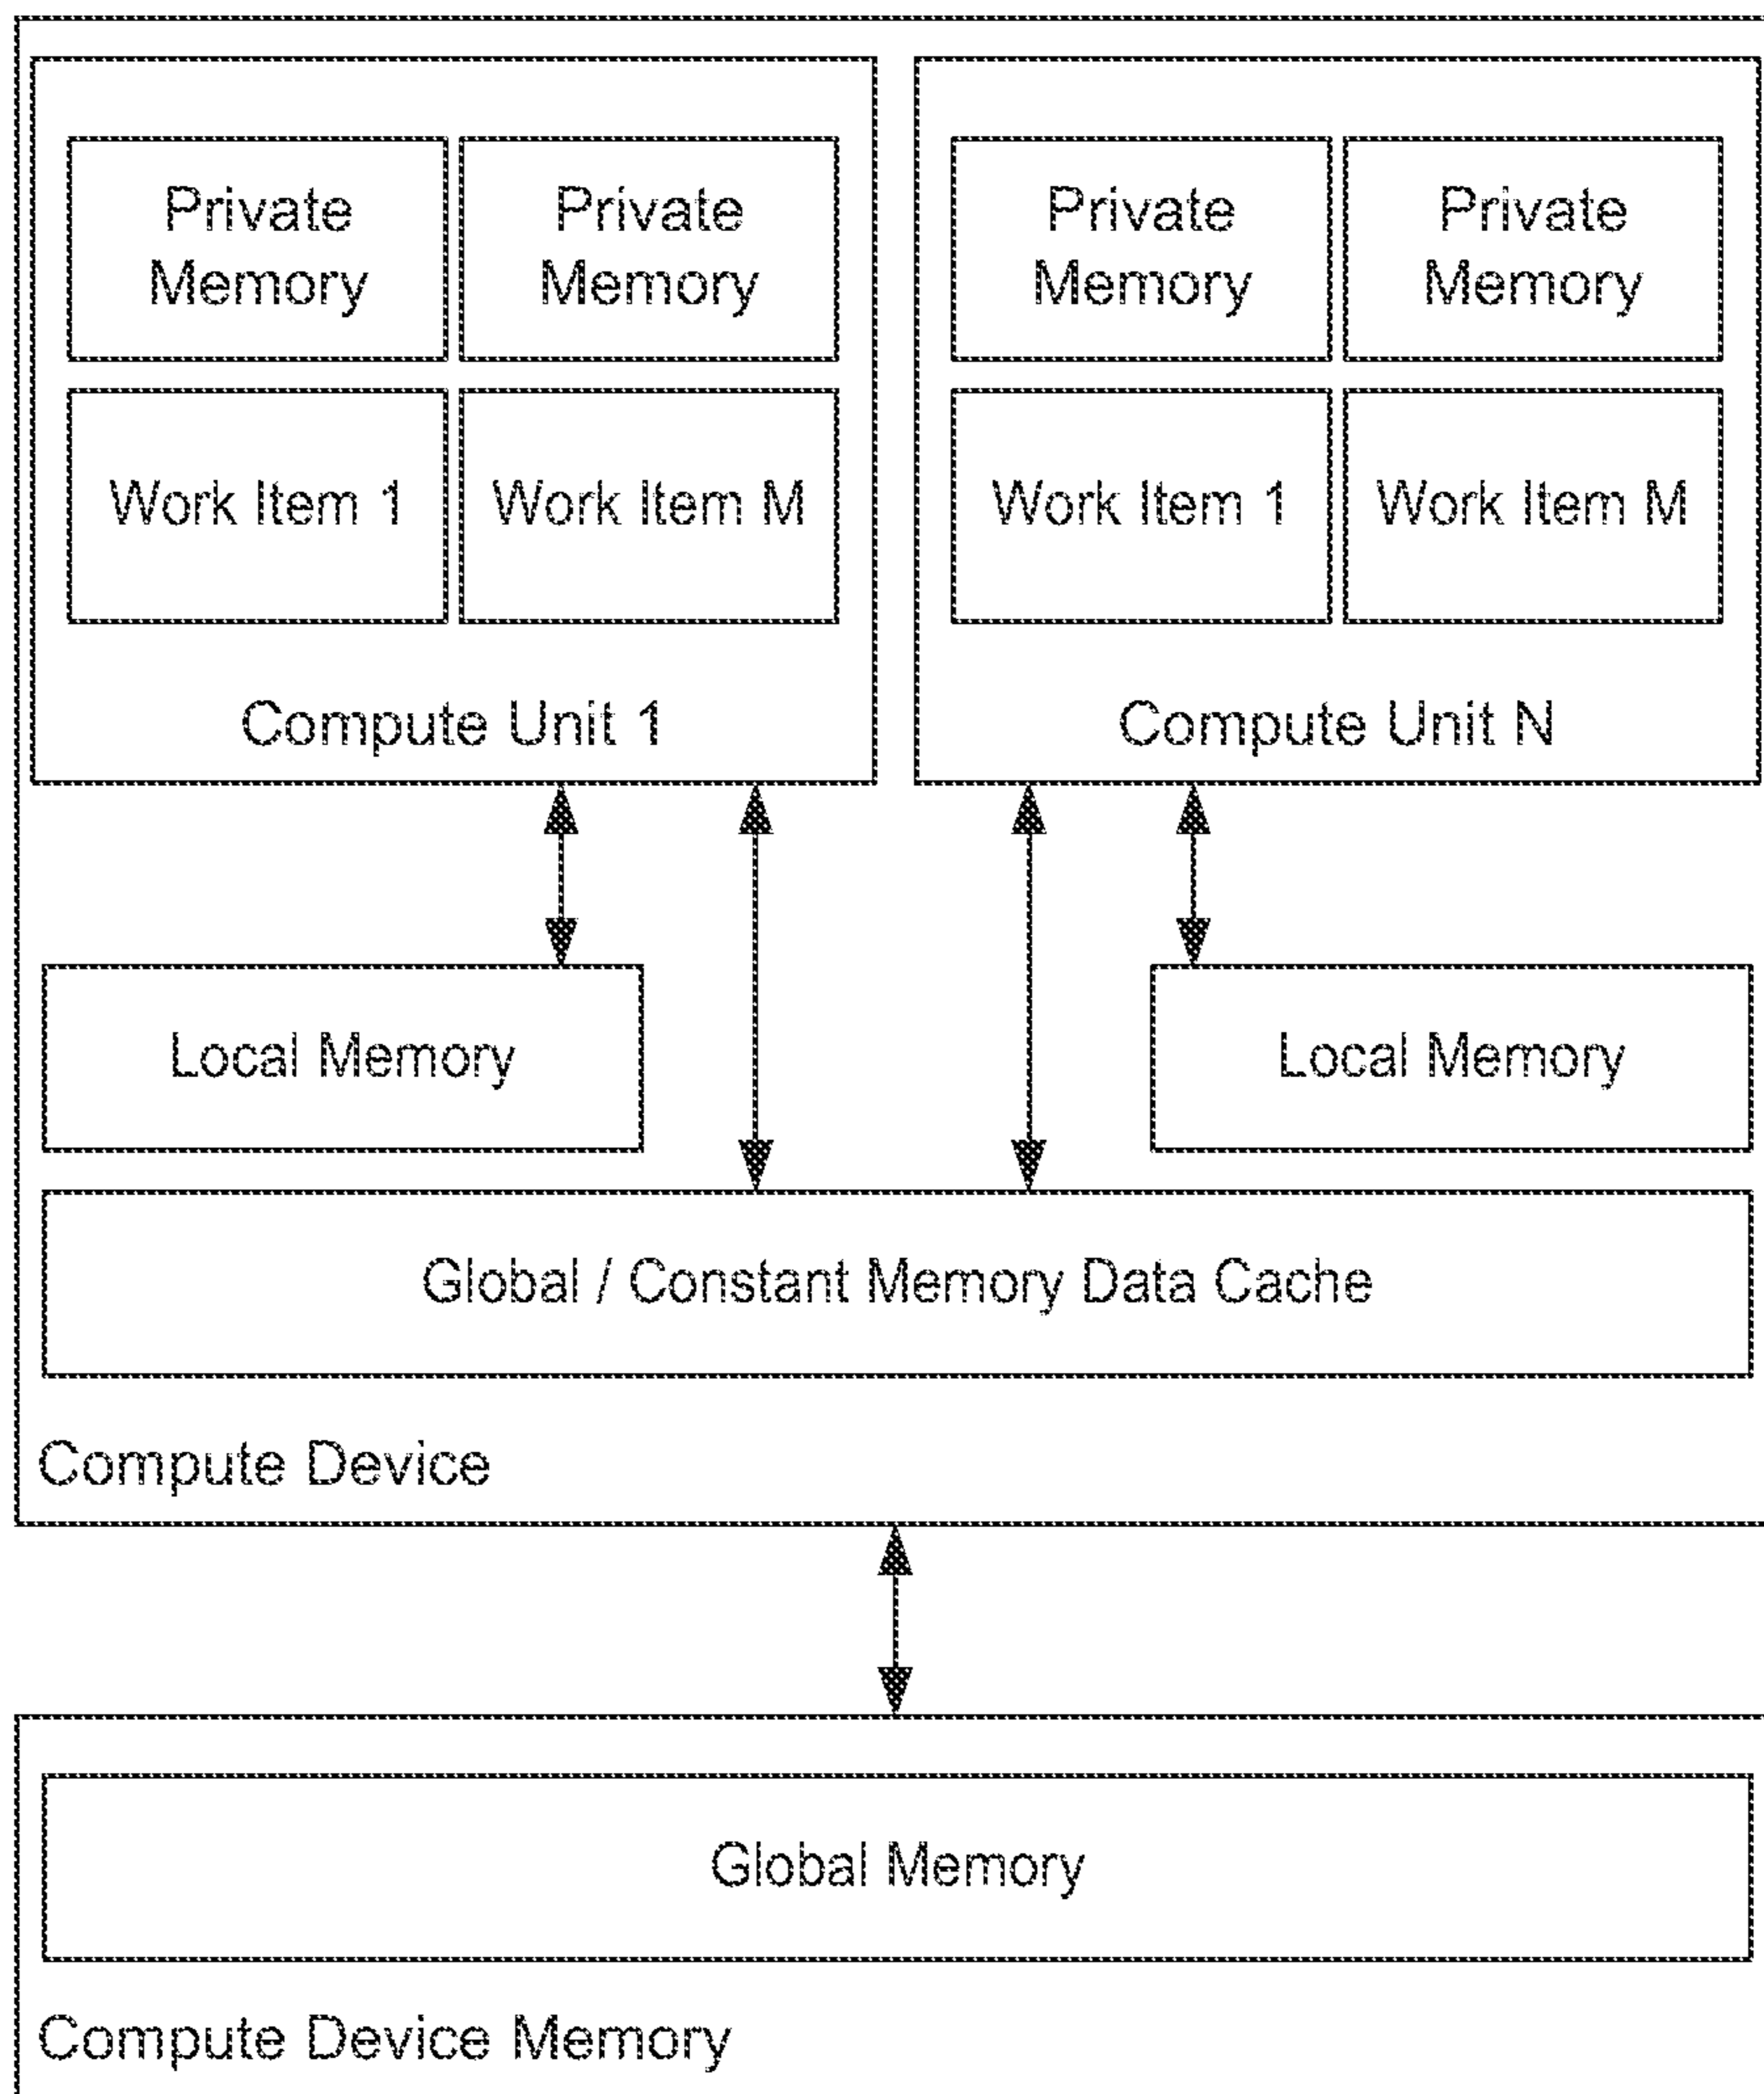 Private
Memory
Private
Memory
Private
Memory
Private
Memory
Work Item 1
Work Item M
Work Item 1
Work Item M
Compute Unit 1
Compute Unit N
Local Memory
Local Memory
Global / Constant Memory Data Cache
Compute Device
Global Memory
Compute Device Memory